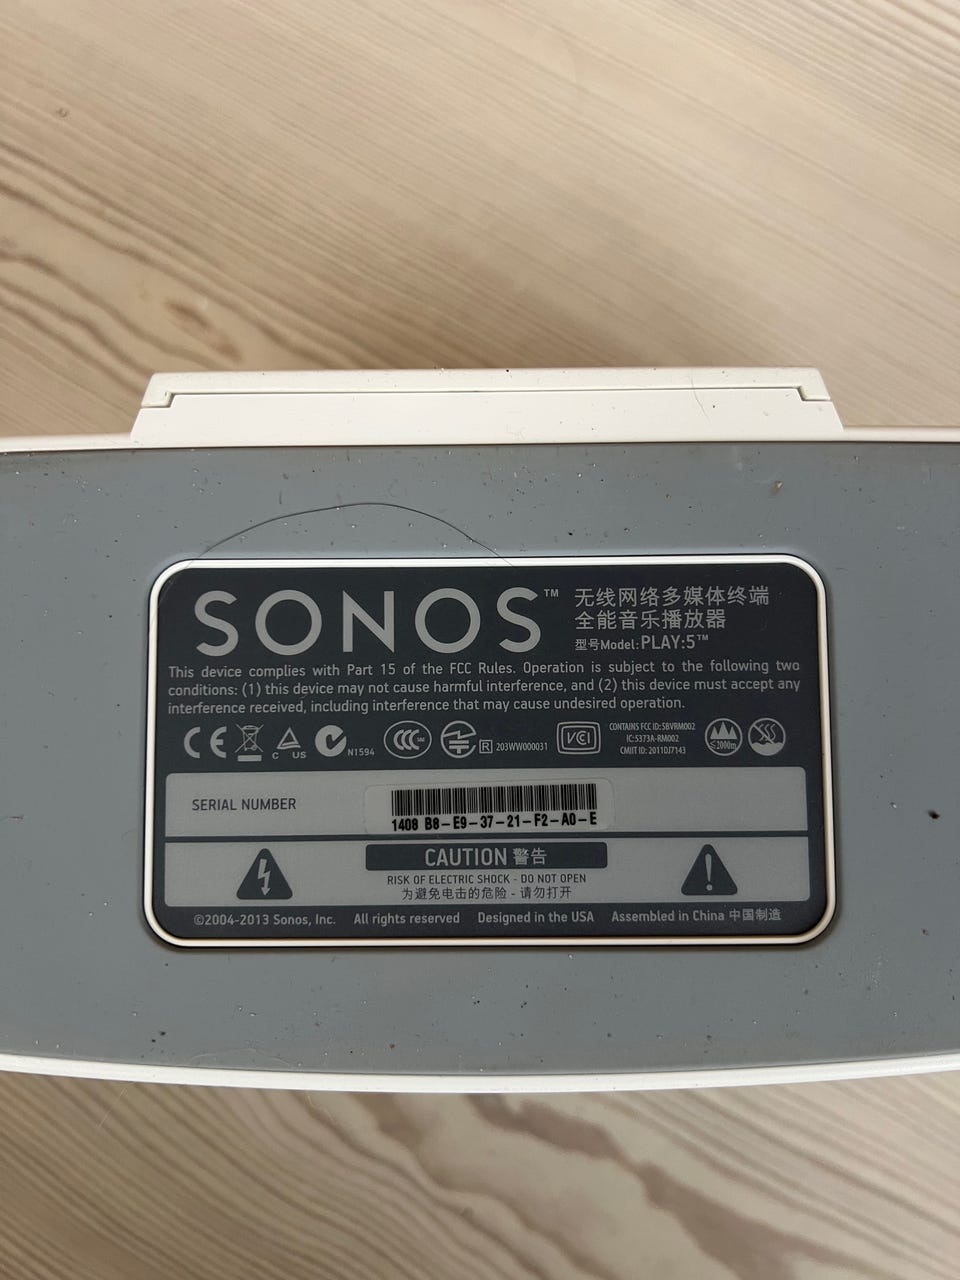 SONOS™
无线网络多媒体终端
全能音乐播放器
型号Model:PLAY:5™
This device complies with Part 15 of the FCC Rules. Operation is subject to the following two
conditions: (1) this device may not cause harmful interference, and (2) this device must accept any
interference received, including interference that may cause undesired operation.
CE
C US
N1594
CCC S&E
R 203WW000031
VCI
CONTAINS FCC ID: SBVRM002
IC: 5373A-RM002
CMIIT ID: 2011DJ7143
≤2000m
SERIAL NUMBER
1408 B8-E9-37-21-F2-A0-E
CAUTION 警告
RISK OF ELECTRIC SHOCK - DO NOT OPEN
为避免电击的危险 - 请勿打开
©2004-2013 Sonos, Inc. All rights reserved Designed in the USA Assembled in China 中国制造